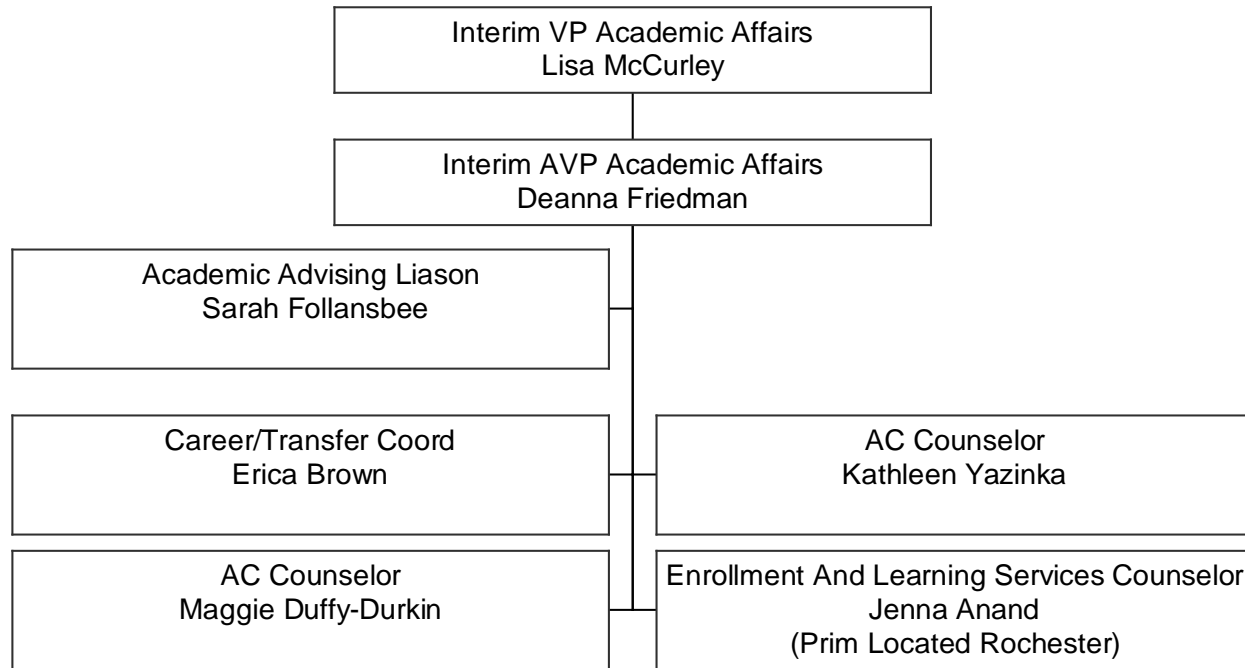 Interim VP Academic Affairs
Lisa McCurley
Interim AVP Academic Affairs
Deanna Friedman
Academic Advising Liason
Sarah Follansbee
Career/Transfer Coord
Erica Brown
AC Counselor
Kathleen Yazinka
AC Counselor
Maggie Duffy-Durkin
Enrollment And Learning Services Counselor
Jenna Anand
(Prim Located Rochester)